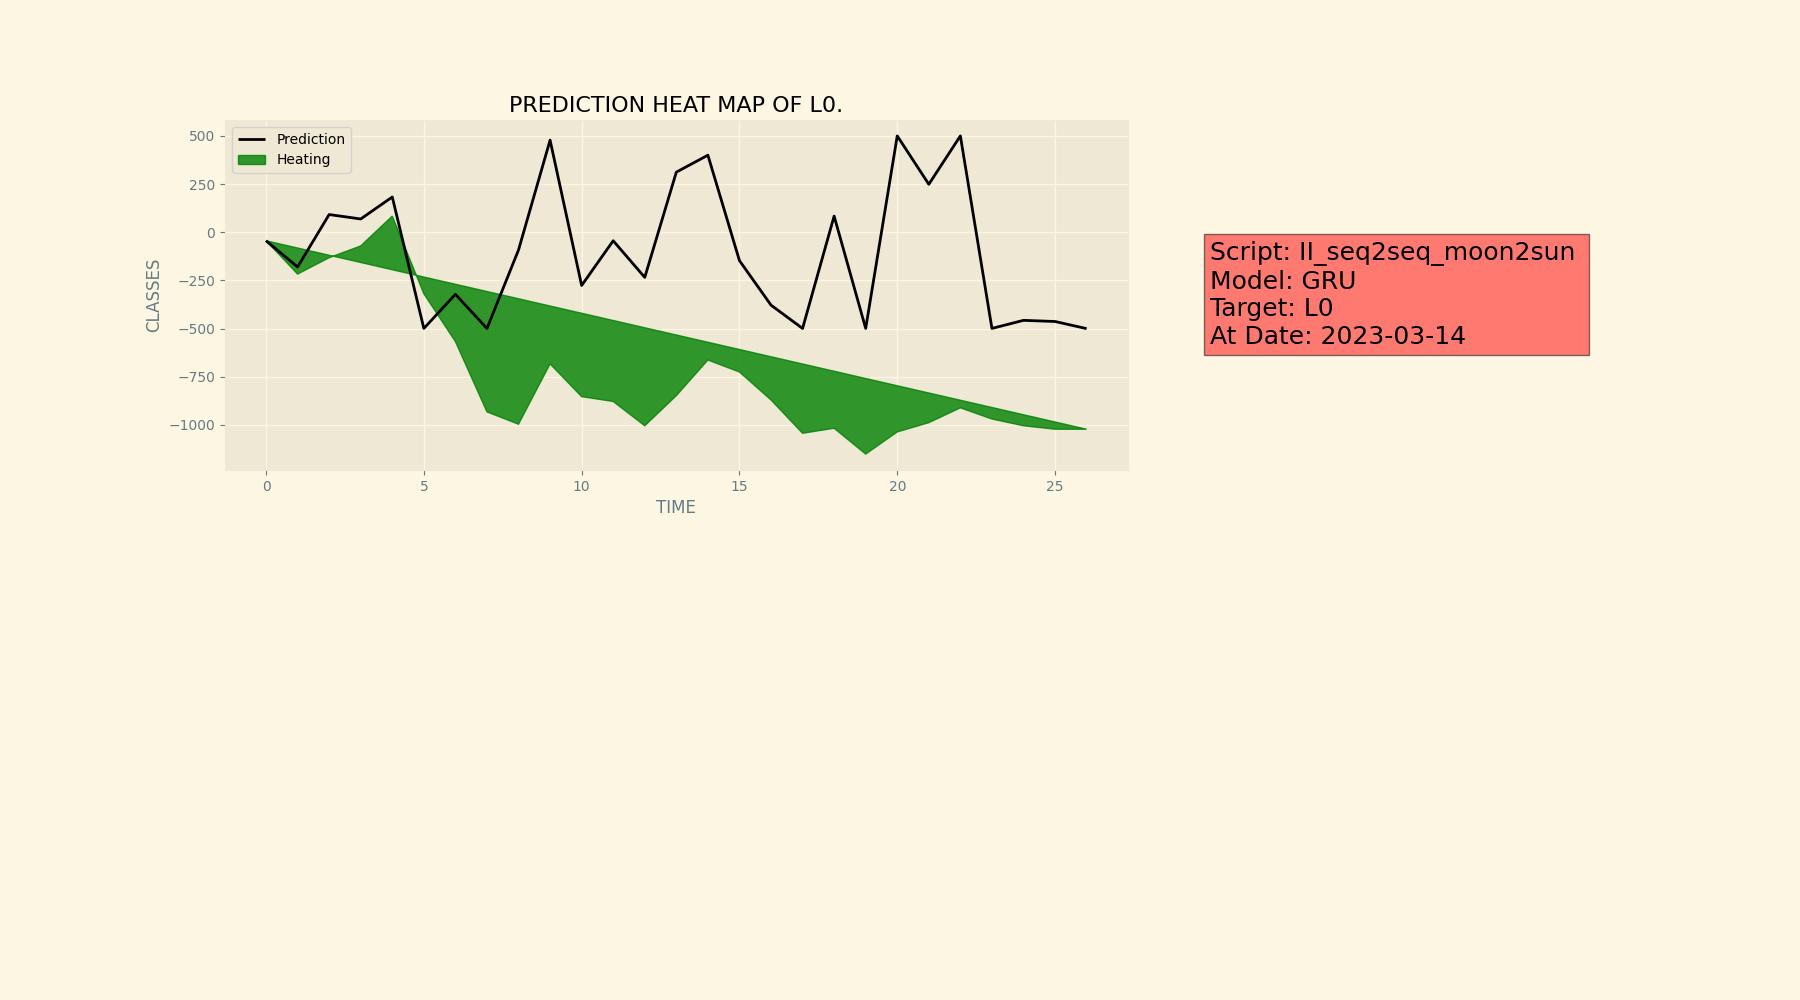 PREDICTION HEAT MAP OF L0.
Prediction
Heating
500
250
0
−250
−500
−750
−1000
CLASSES
0 5 10 15 20 25
TIME
Script: II_seq2seq_moon2sun
Model: GRU
Target: L0
At Date: 2023-03-14